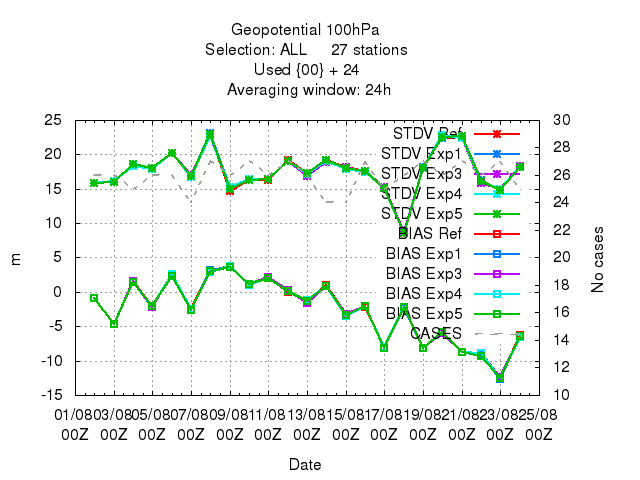 Geopotential 100hPa
Selection: ALL 27 stations
Used {00} + 24
Averaging window: 24h
25
20
15
10
5
0
-5
-10
-15
m
30
28
26
24
22
20
18
16
14
12
10
No cases
STDV Ref
STDV Exp1
STDV Exp3
STDV Exp4
STDV Exp5
BIAS Ref
BIAS Exp1
BIAS Exp3
BIAS Exp4
BIAS Exp5
CASES
01/08 03/08 05/08 07/08 09/08 11/08 13/08 15/08 17/08 19/08 21/08 23/08 25/08
00Z 00Z 00Z 00Z 00Z 00Z 00Z 00Z 00Z 00Z 00Z 00Z 00Z
Date